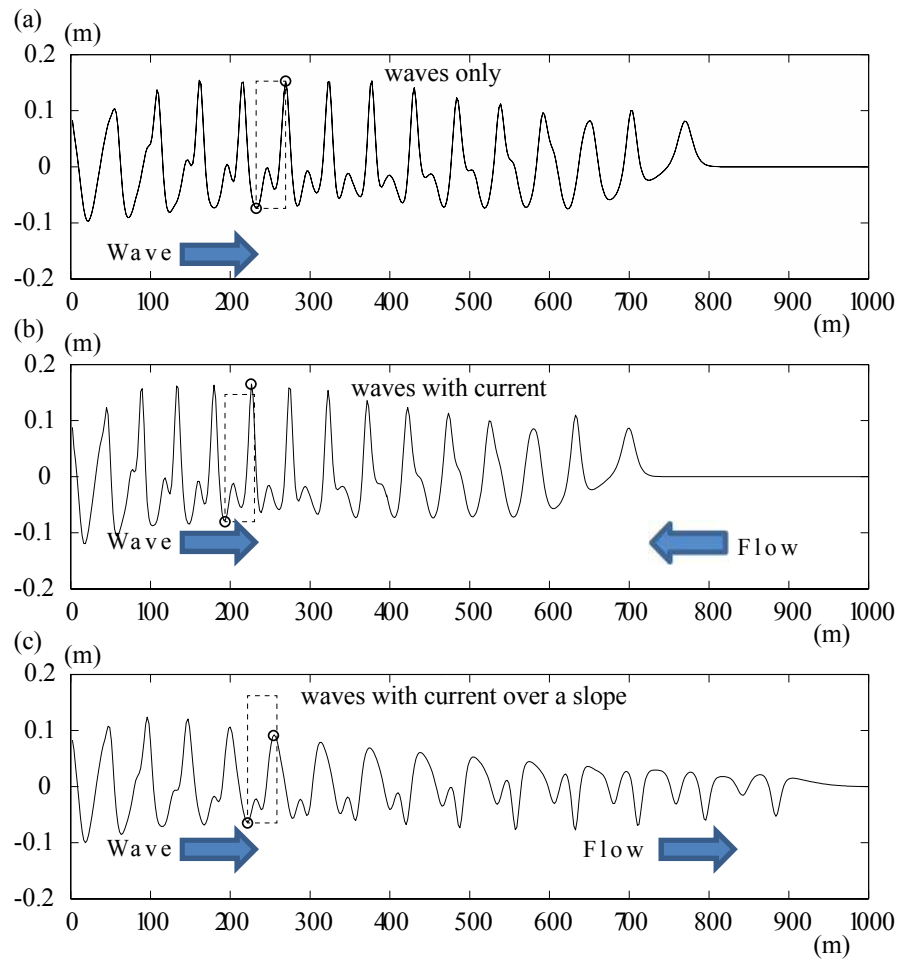 (a)
(m)
0.2
waves only
0.1
0
-0.1
Wave
-0.2
0 100 200 300 400 500 600 700 800 900 1000
(m)
(b)
(m)
0.2
waves with current
0.1
0
-0.1
Wave
Flow
-0.2
0 100 200 300 400 500 600 700 800 900 1000
(m)
(c)
(m)
0.2
waves with current over a slope
0.1
0
-0.1
Wave
Flow
-0.2
0 100 200 300 400 500 600 700 800 900 1000
(m)